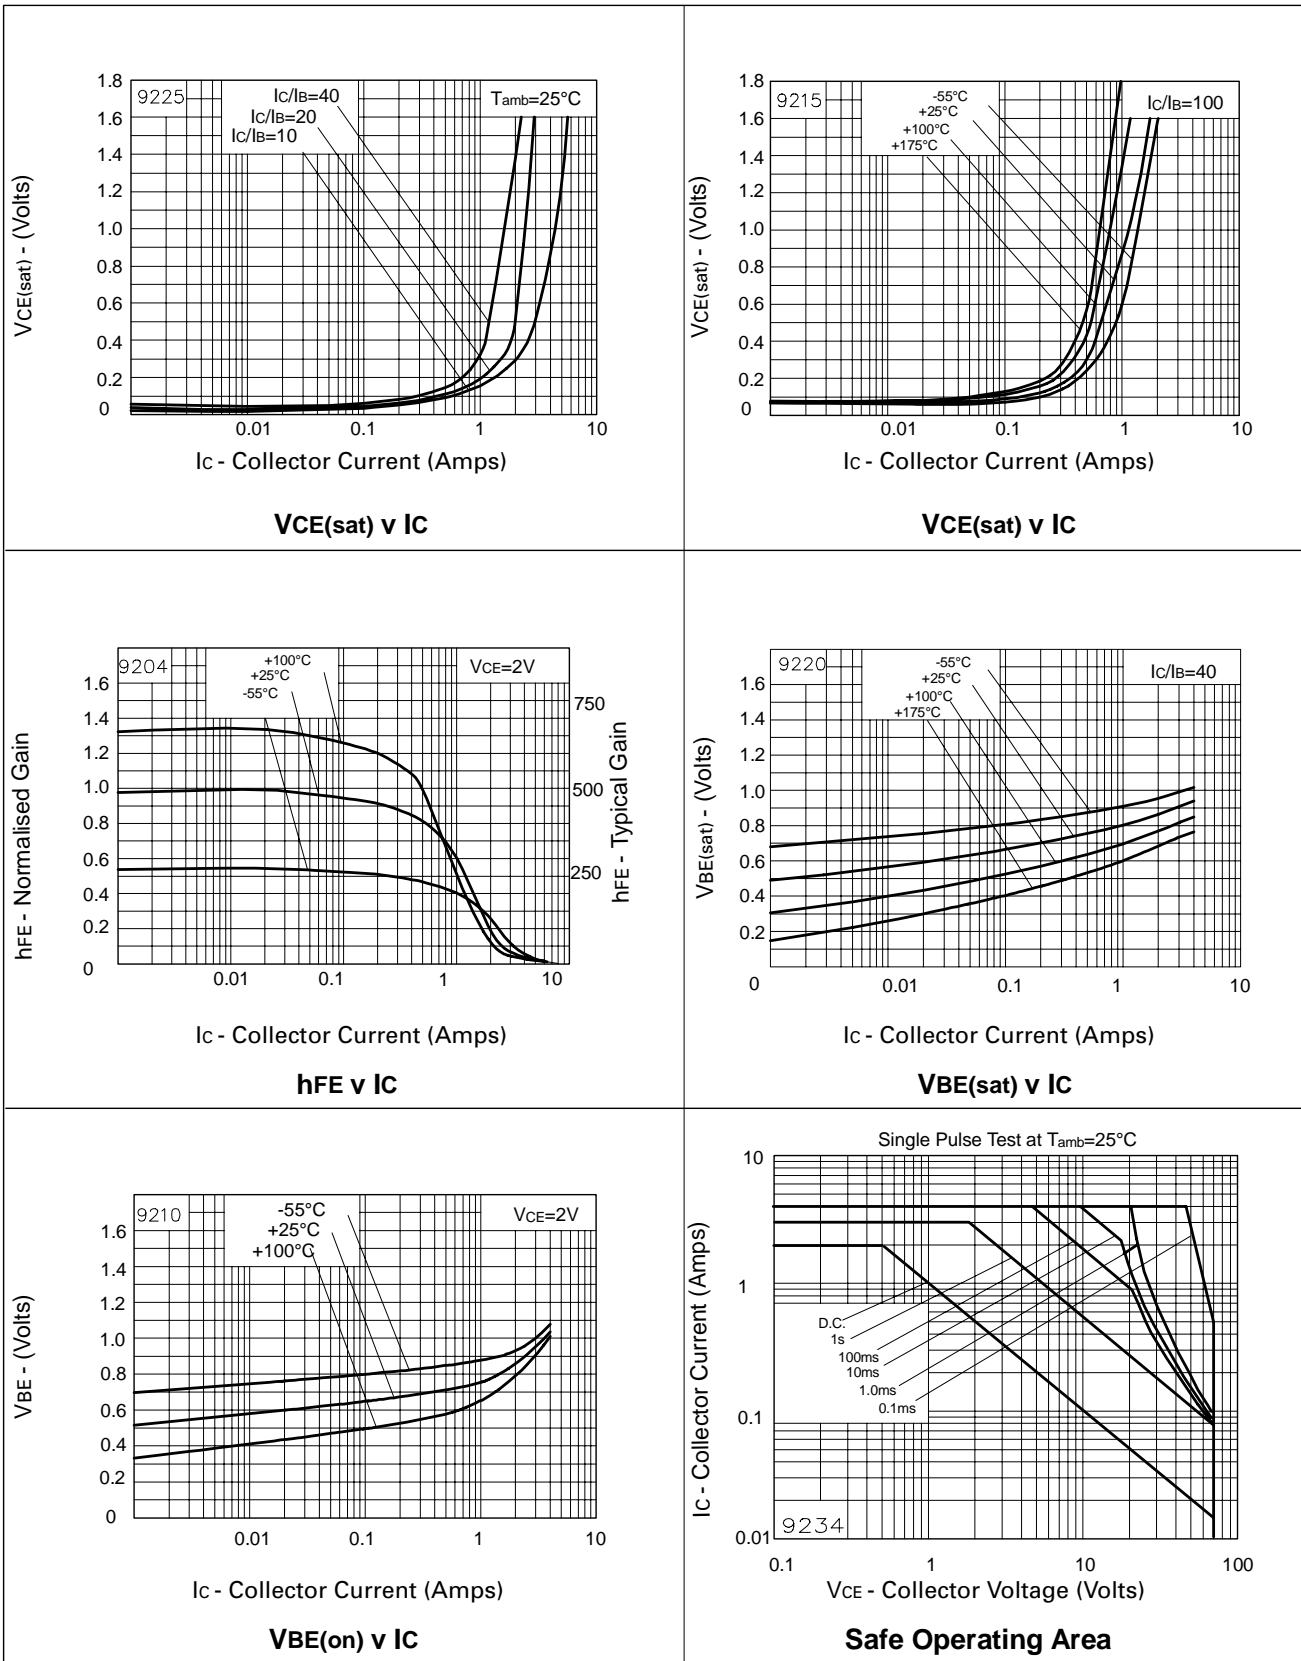 1.8
1.6
1.4
1.2
1.0
0.8
0.6
0.4
0.2
0
9225
IC/IB=40
IC/IB=20
IC/IB=10
Tamb=25°C
0.01 0.1 1 10
VCE(sat) - (Volts)
IC - Collector Current (Amps)
VCE(sat) v IC
1.8
1.6
1.4
1.2
1.0
0.8
0.6
0.4
0.2
0
9215
-55°C
+25°C
+100°C
+175°C
IC/IB=100
0.01 0.1 1 10
VCE(sat) - (Volts)
IC - Collector Current (Amps)
VCE(sat) v IC
9204
+100°C
+25°C
-55°C
VCE=2V
1.6
1.4
1.2
1.0
0.8
0.6
0.4
0.2
0
750
500
250
0.01 0.1 1 10
hFE - Normalised Gain
hFE - Typical Gain
IC - Collector Current (Amps)
hFE v IC
9220
-55°C
+25°C
+100°C
+175°C
IC/IB=40
1.6
1.4
1.2
1.0
0.8
0.6
0.4
0.2
0
0.01 0.1 1 10
VBE(sat) - (Volts)
IC - Collector Current (Amps)
VBE(sat) v IC
9210
-55°C
+25°C
+100°C
VCE=2V
1.6
1.4
1.2
1.0
0.8
0.6
0.4
0.2
0
0.01 0.1 1 10
VBE - (Volts)
IC - Collector Current (Amps)
VBE(on) v IC
Single Pulse Test at Tamb=25°C
10
1
0.1
0.01
D.C.
1s
100ms
10ms
1.0ms
0.1ms
9234
0.1 1 10 100
IC - Collector Current (Amps)
VCE - Collector Voltage (Volts)
Safe Operating Area